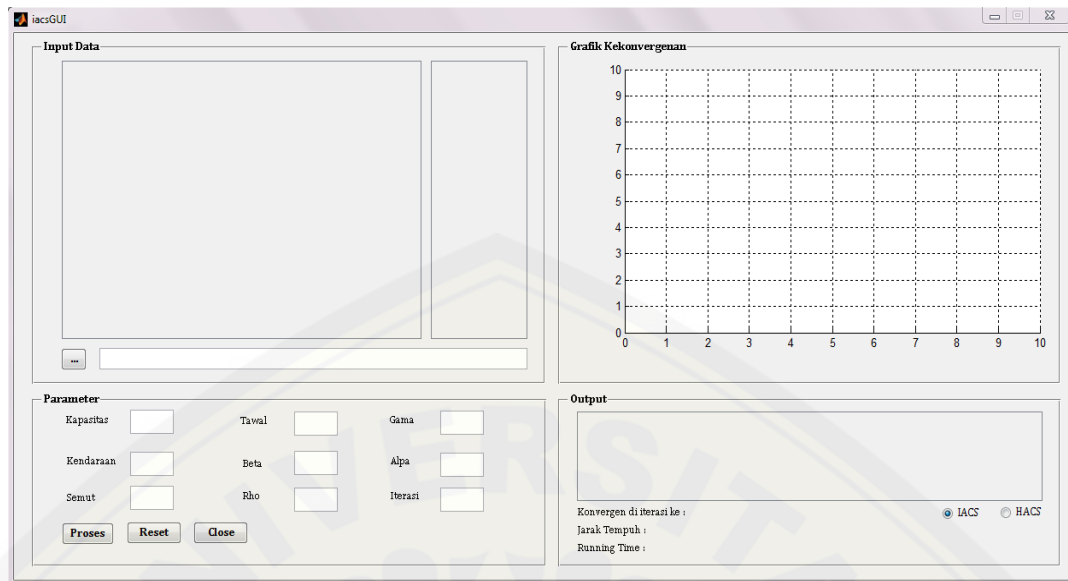 iacsGUI
Input Data
...
Grafik Kekonvergenan
10
9
8
7
6
5
4
3
2
1
0
0 1 2 3 4 5 6 7 8 9 10
Parameter
Kapasitas Tawal Gama
Kendaraan Beta Alpa
Semut Rho Iterasi
Proses Reset Close
Output
Konvergen di iterasi ke :
IACS HACS
Jarak Tempuh :
Running Time :